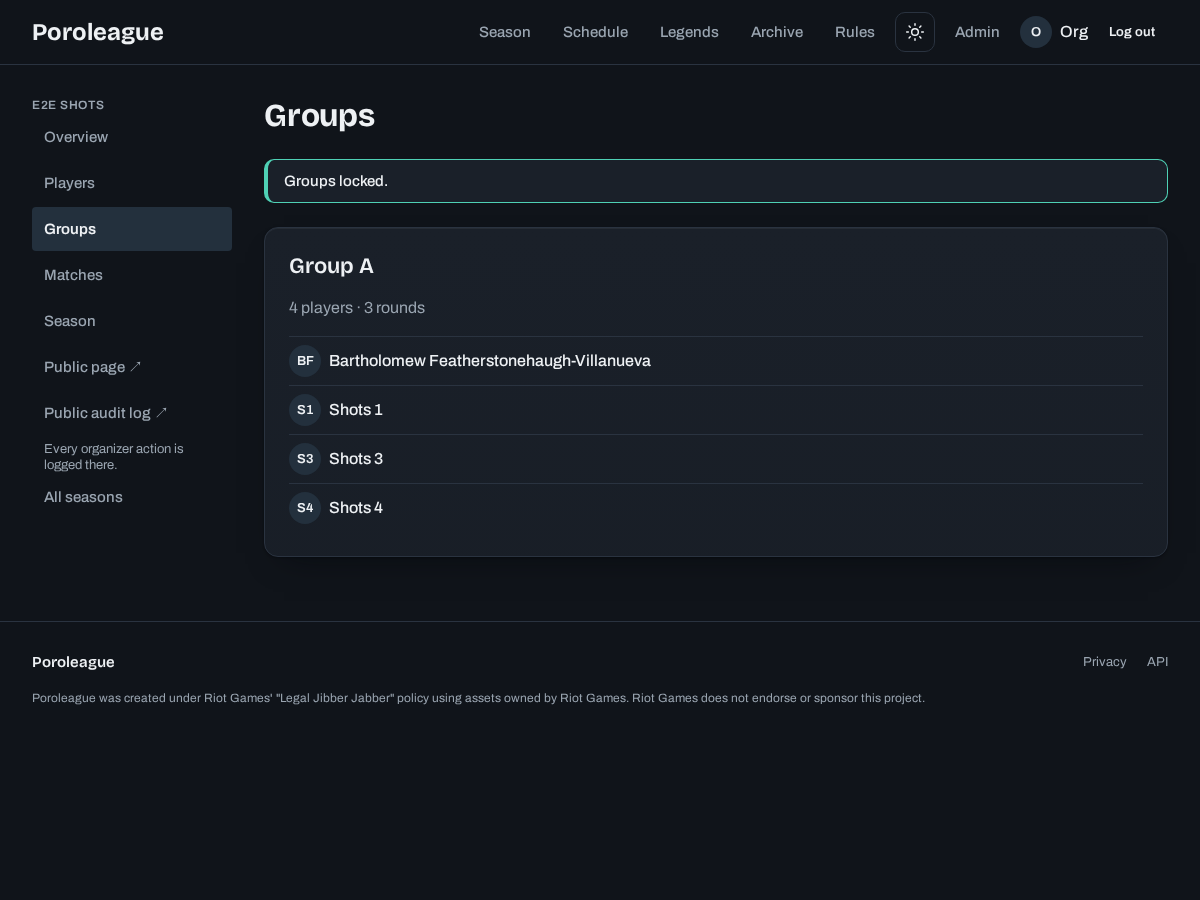 Poroleague
Season
Schedule
Legends
Archive
Rules
Admin
O
Org
Log out
E2E SHOTS
Overview
Players
Groups
Matches
Season
Public page ↗
Public audit log ↗
Every organizer action is
logged there.
All seasons
Groups
Groups locked.
Group A
4 players · 3 rounds
BF Bartholomew Featherstonehaugh-Villanueva
S1 Shots 1
S3 Shots 3
S4 Shots 4
Poroleague
Privacy
API
Poroleague was created under Riot Games' "Legal Jibber Jabber" policy using assets owned by Riot Games. Riot Games does not endorse or sponsor this project.